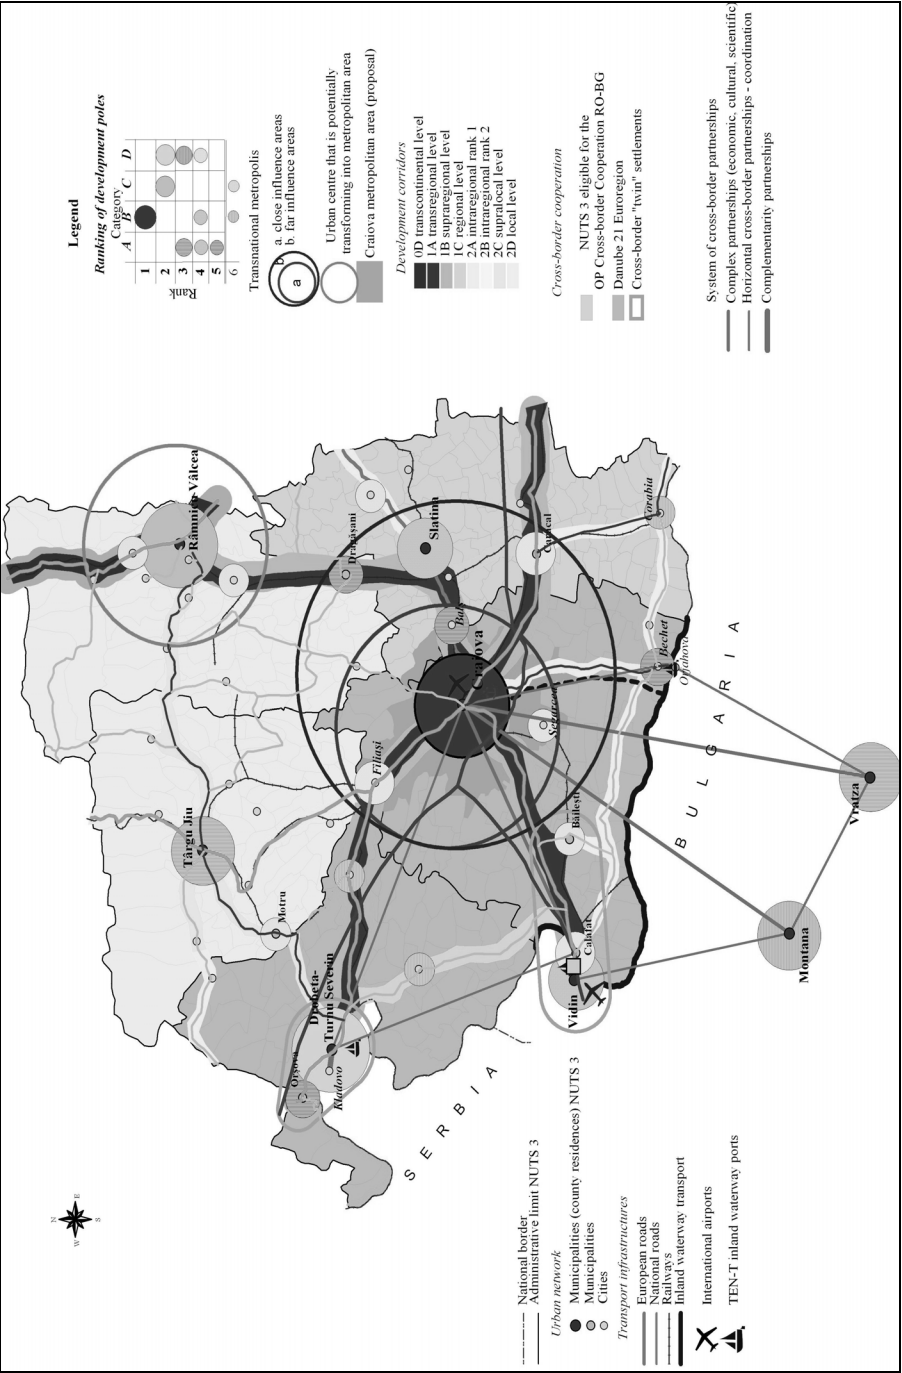 Legend
Ranking of development poles
Category
A B C D
Rank
1
2
3
4
5
6
Transnational metropolis
b
a
a. close influence areas
b. far influence areas
Urban centre that is potentially
transforming into metropolitan area
Craiova metropolitan area (proposal)
Development corridors
0D transcontinental level
1A transregional level
1B supraregional level
1C regional level
2A intraregional rank 1
2B intraregional rank 2
2C supralocal level
2D local level
Cross-border cooperation
NUTS 3 eligible for the
OP Cross-border Cooperation RO-BG
Danube 21 Euroregion
Cross-border "twin" settlements
System of cross-border partnerships
Complex partnerships (economic, cultural, scientific)
Horizontal cross-border partnerships - coordination
Complementarity partnerships
Râmnicu Vâlcea
Târgu Jiu
Motru
Drăgășani
Slatina
Balș
Craiova
Filiași
Caracal
Corabia
Segarcea
Băilești
Bechet
Orjahovo
Drobeta-
Turnu Severin
Orșova
Kladovo
Calafat
Vidin
Montana
Vratza
SERBIA
BULGARIA
N
E
S
W
National border
Administrative limit NUTS 3
Urban network
Municipalities (county residences) NUTS 3
Municipalities
Cities
Transport infrastructures
European roads
National roads
Railways
Inland waterway transport
International airports
TEN-T inland waterway ports